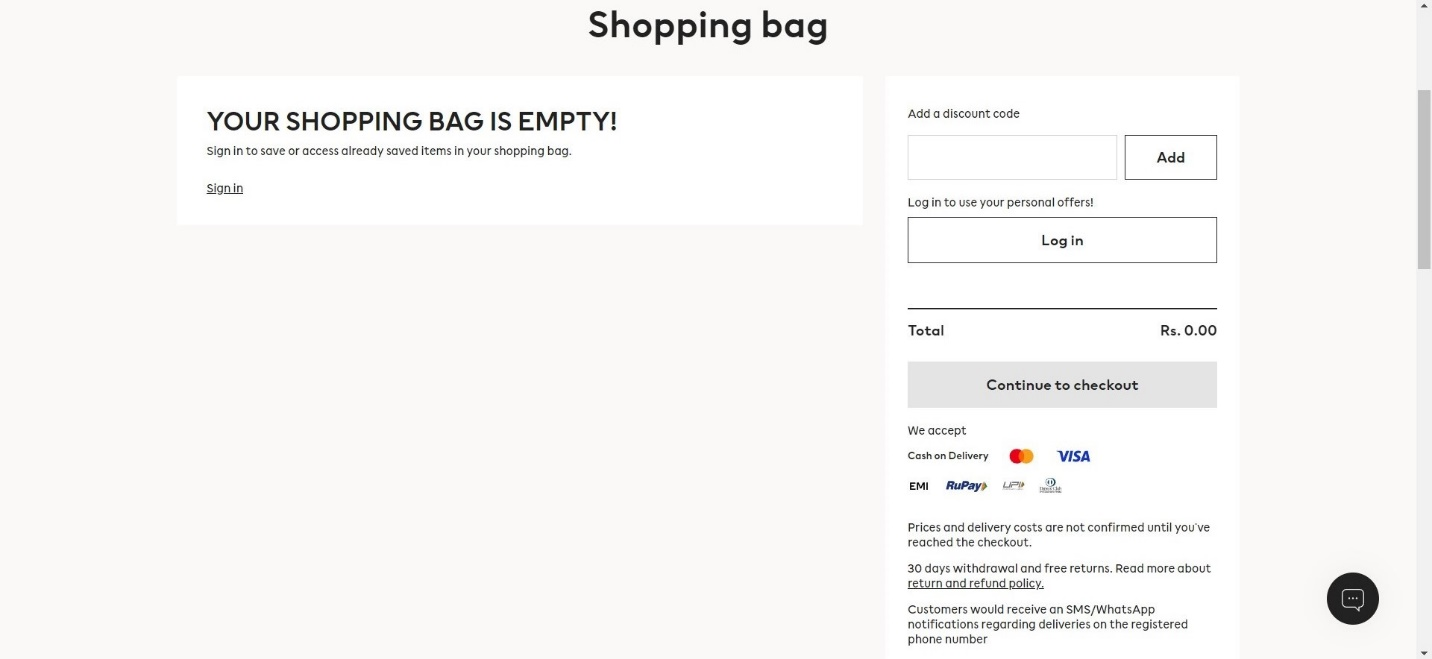 Shopping bag
YOUR SHOPPING BAG IS EMPTY!
Sign in to save or access already saved items in your shopping bag.
Sign in
Add a discount code
Add
Log in to use your personal offers!
Log in
Total Rs. 0.00
Continue to checkout
We accept
Cash on Delivery VISA
EMI RuPay UPI
Prices and delivery costs are not confirmed until you've
reached the checkout.
30 days withdrawal and free returns. Read more about
return and refund policy.
Customers would receive an SMS/WhatsApp
notifications regarding deliveries on the registered
phone number